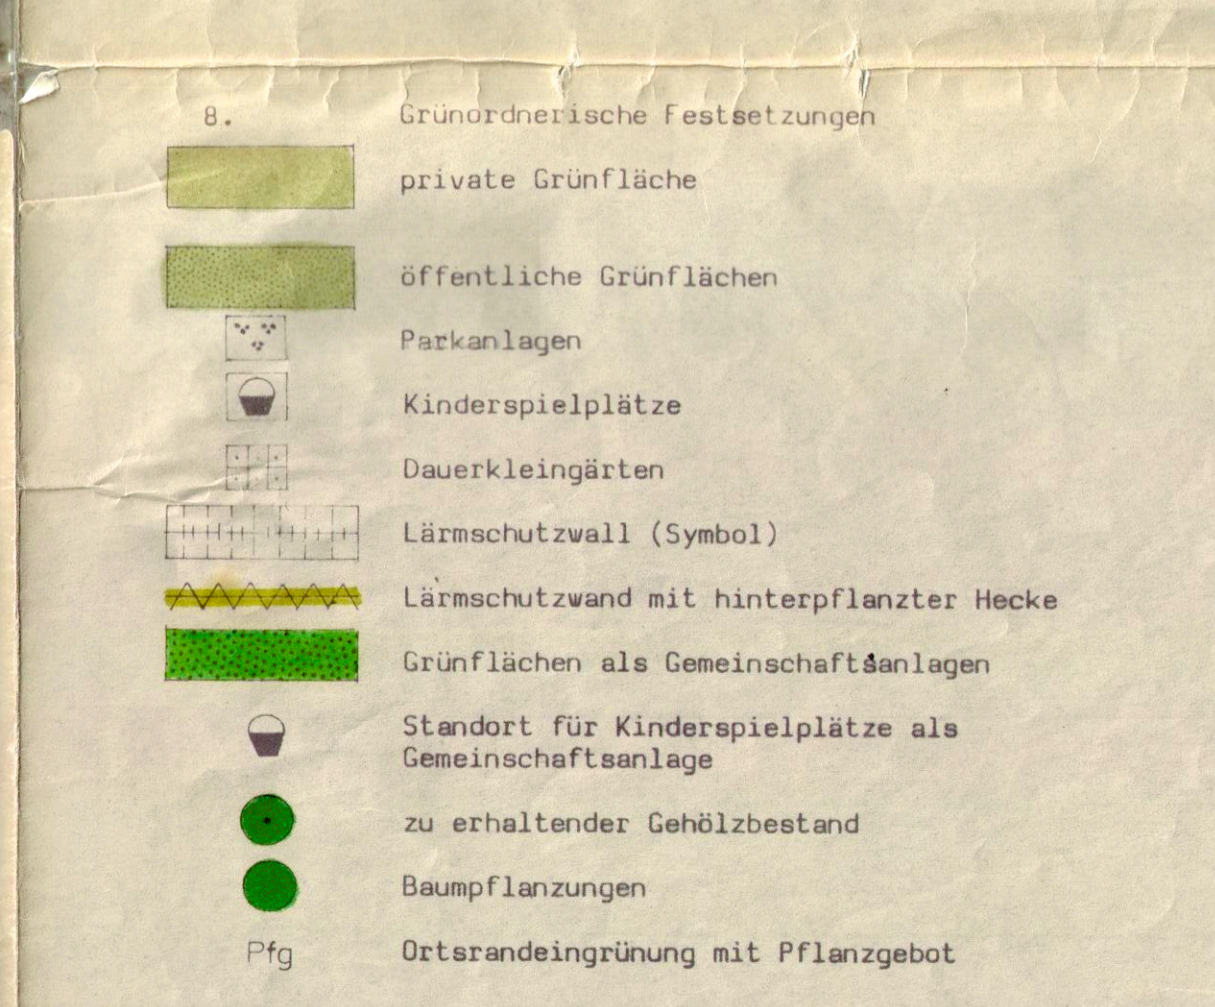 8. Grünordnerische Festsetzungen
private Grünfläche
öffentliche Grünflächen
Parkanlagen
Kinderspielplätze
Dauerkleingärten
Lärmschutzwall (Symbol)
Lärmschutzwand mit hinterpflanzter Hecke
Grünflächen als Gemeinschaftsanlagen
Standort für Kinderspielplätze als
Gemeinschaftsanlage
zu erhaltender Gehölzbestand
Baumpflanzungen
Pfg Ortsrandeingrünung mit Pflanzgebot